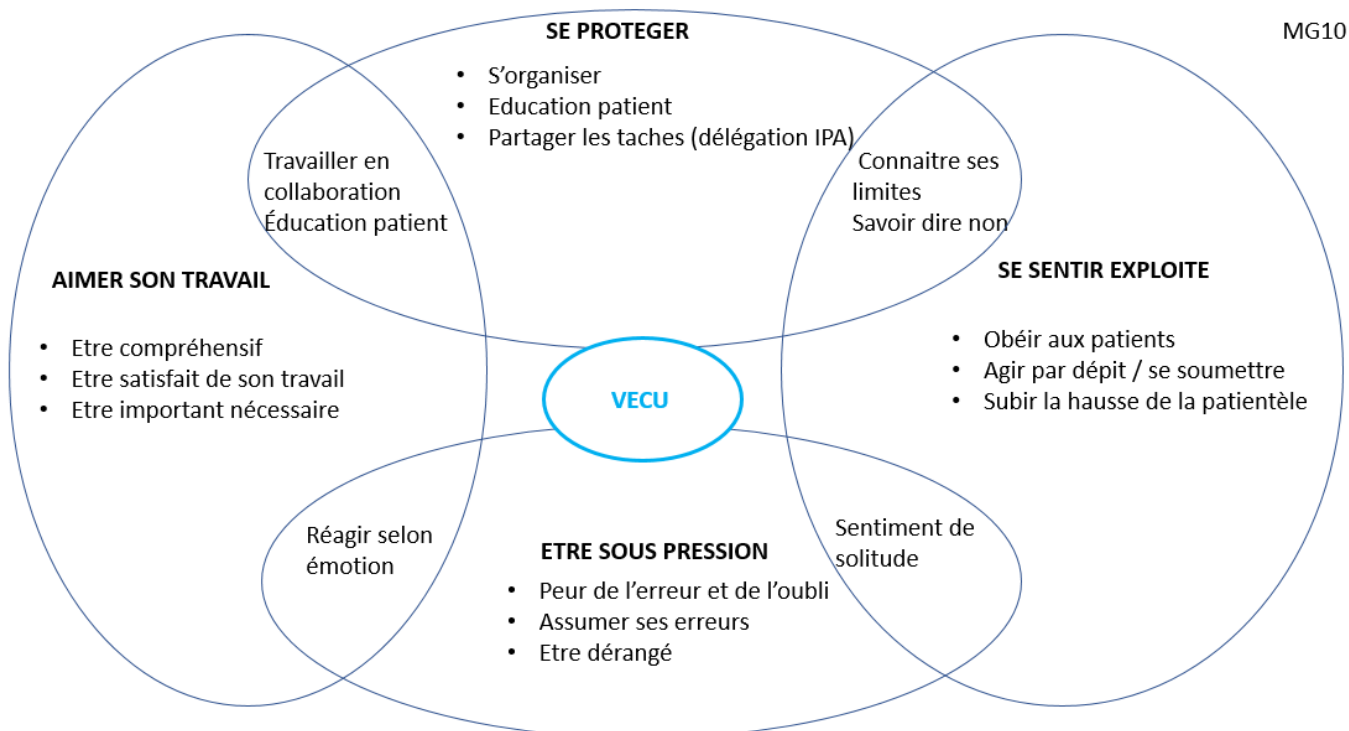 SE PROTEGER
MG10
• S'organiser
• Education patient
• Partager les taches (délégation IPA)
Travailler en
collaboration
Éducation patient
Connaitre ses
limites
Savoir dire non
AIMER SON TRAVAIL
• Etre compréhensif
• Etre satisfait de son travail
• Etre important nécessaire
SE SENTIR EXPLOITE
• Obéir aux patients
• Agir par dépit / se soumettre
• Subir la hausse de la patientèle
VECU
Réagir selon
émotion
ETRE SOUS PRESSION
• Peur de l'erreur et de l'oubli
• Assumer ses erreurs
• Etre dérangé
Sentiment de
solitude